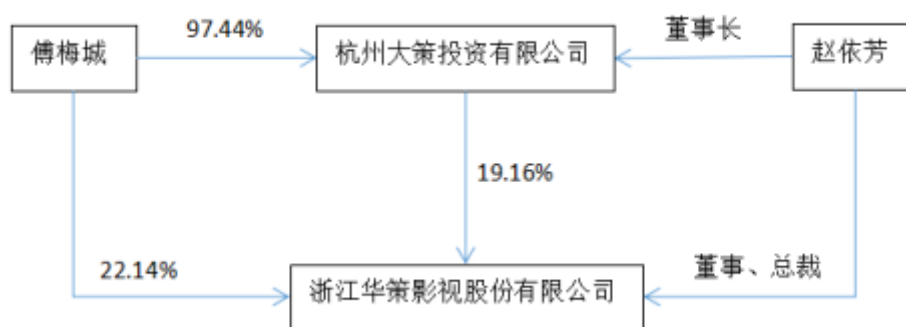 97.44%
董事长
傅梅城
杭州大策投资有限公司
赵依芳
19.16%
22.14%
董事、总裁
浙江华策影视股份有限公司